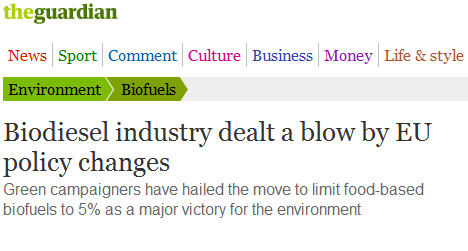 theguardian
News Sport Comment Culture Business Money Life & style
Environment Biofuels
Biodiesel industry dealt a blow by EU
policy changes
Green campaigners have hailed the move to limit food-based
biofuels to 5% as a major victory for the environment